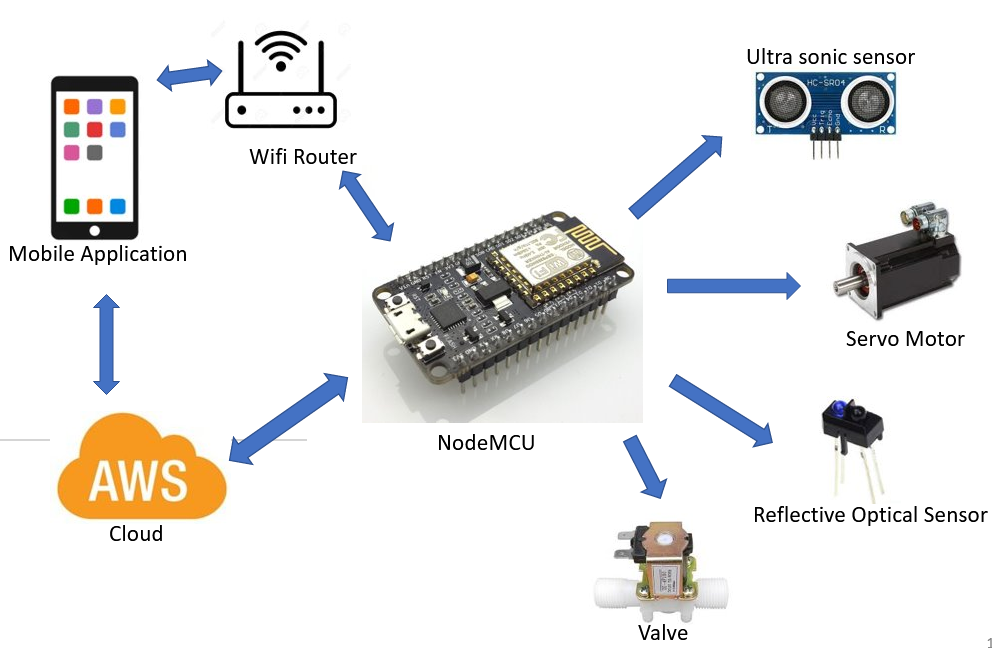 Ultra sonic sensor
HC-SR04
Vcc
Trig
Echo
Gnd
T
R
Wifi Router
Mobile Application
Servo Motor
NodeMCU
AWS
Cloud
Reflective Optical Sensor
Valve
1